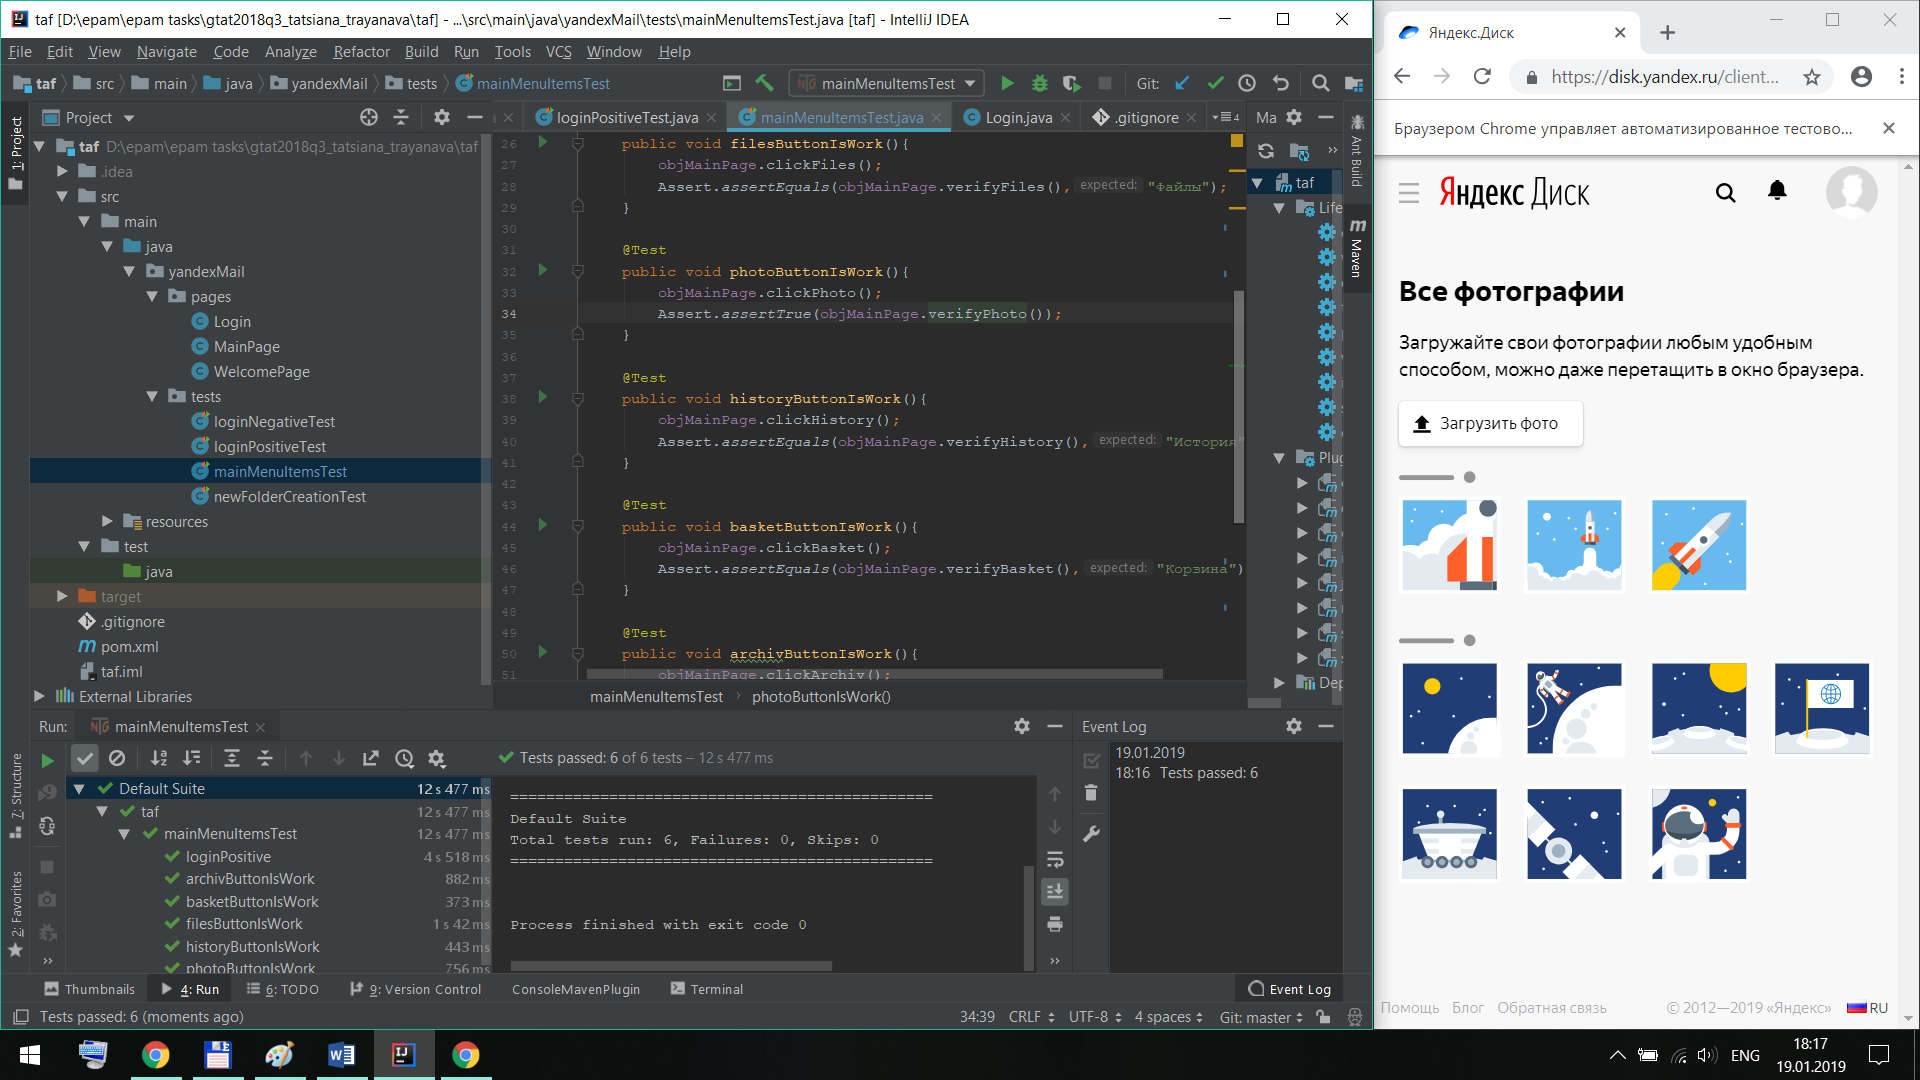 taf [D:\epam\epam tasks\gtat2018q3_tatsiana_trayanava\taf] - ...\src\main\java\yandexMail\tests\mainMenuItemsTest.java [taf] - IntelliJ IDEA
File Edit View Navigate Code Analyze Refactor Build Run Tools VCS Window Help
taf src main java yandexMail tests mainMenuItemsTest
mainMenuItemsTest
Git:
1: Project
Project
taf D:\epam\epam tasks\gtat2018q3_tatsiana_trayanava\taf
.idea
src
main
java
yandexMail
pages
Login
MainPage
WelcomePage
tests
loginNegativeTest
loginPositiveTest
mainMenuItemsTest
newFolderCreationTest
resources
test
java
target
.gitignore
pom.xml
taf.iml
External Libraries
loginPositiveTest.java mainMenuItemsTest.java Login.java .gitignore
26 public void filesButtonIsWork(){
27 objMainPage.clickFiles();
28 Assert.assertEquals(objMainPage.verifyFiles(), expected: "Файлы");
29 }
30
31 @Test
32 public void photoButtonIsWork(){
33 objMainPage.clickPhoto();
34 Assert.assertTrue(objMainPage.verifyPhoto());
35 }
36
37 @Test
38 public void historyButtonIsWork(){
39 objMainPage.clickHistory();
40 Assert.assertEquals(objMainPage.verifyHistory(), expected: "История"
41 }
42
43 @Test
44 public void basketButtonIsWork(){
45 objMainPage.clickBasket();
46 Assert.assertEquals(objMainPage.verifyBasket(), expected: "Корзина")
47 }
48
49 @Test
50 public void archivButtonIsWork(){
51 objMainPage.clickArchiv();
mainMenuItemsTest photoButtonIsWork()
Ma
taf
Life
Plug
Dep
Ant Build
Maven
Run: mainMenuItemsTest
Tests passed: 6 of 6 tests – 12 s 477 ms
Default Suite 12 s 477 ms
taf 12 s 477 ms
mainMenuItemsTest 12 s 477 ms
loginPositive 4 s 518 ms
archivButtonIsWork 882 ms
basketButtonIsWork 373 ms
filesButtonIsWork 1 s 42 ms
historyButtonIsWork 443 ms
photoButtonIsWork 756 ms
===============================================
Default Suite
Total tests run: 6, Failures: 0, Skips: 0
===============================================
Process finished with exit code 0
Event Log
19.01.2019
18:16 Tests passed: 6
7: Structure
2: Favorites
Thumbnails 4: Run 6: TODO 9: Version Control ConsoleMavenPlugin Terminal Event Log
Tests passed: 6 (moments ago) 34:39 CRLF UTF-8 4 spaces Git: master
Яндекс.Диск
https://disk.yandex.ru/client...
Браузером Chrome управляет автоматизированное тестово...
Яндекс Диск
Все фотографии
Загружайте свои фотографии любым удобным
способом, можно даже перетащить в окно браузера.
Загрузить фото
Помощь Блог Обратная связь © 2012—2019 «Яндекс» RU
ENG
18:17
19.01.2019